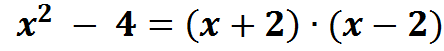 x² − 4 = (x + 2) · (x − 2)